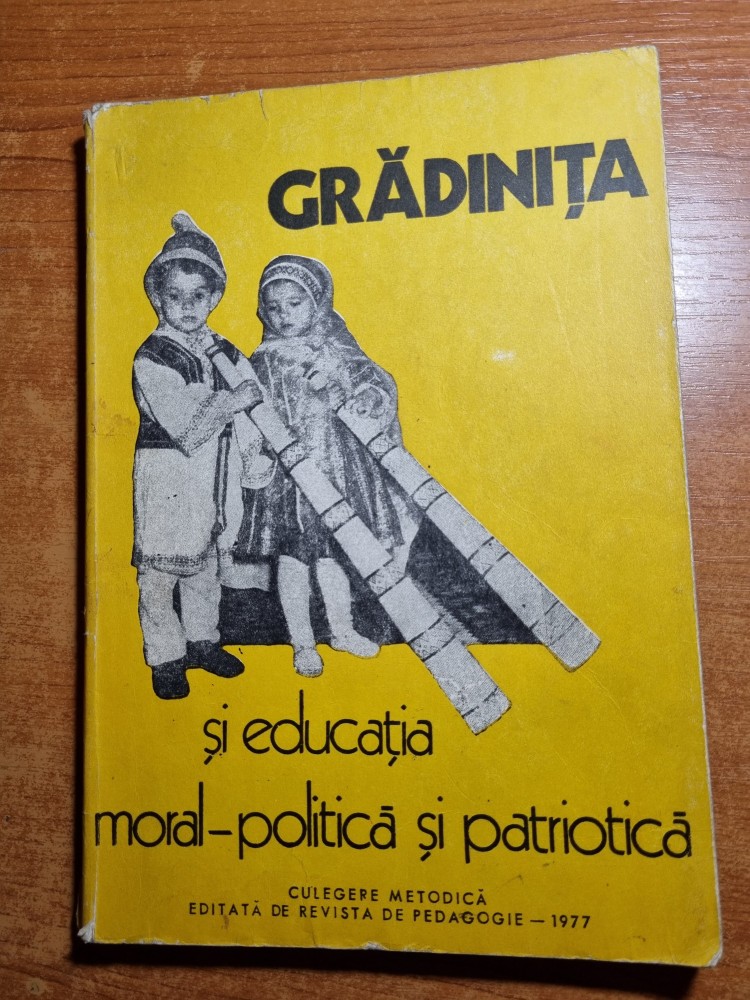 GRĂDINIȚA
și educația
moral-politică și patriotică
CULEGERE METODICĂ
EDITATĂ DE REVISTA DE PEDAGOGIE — 1977